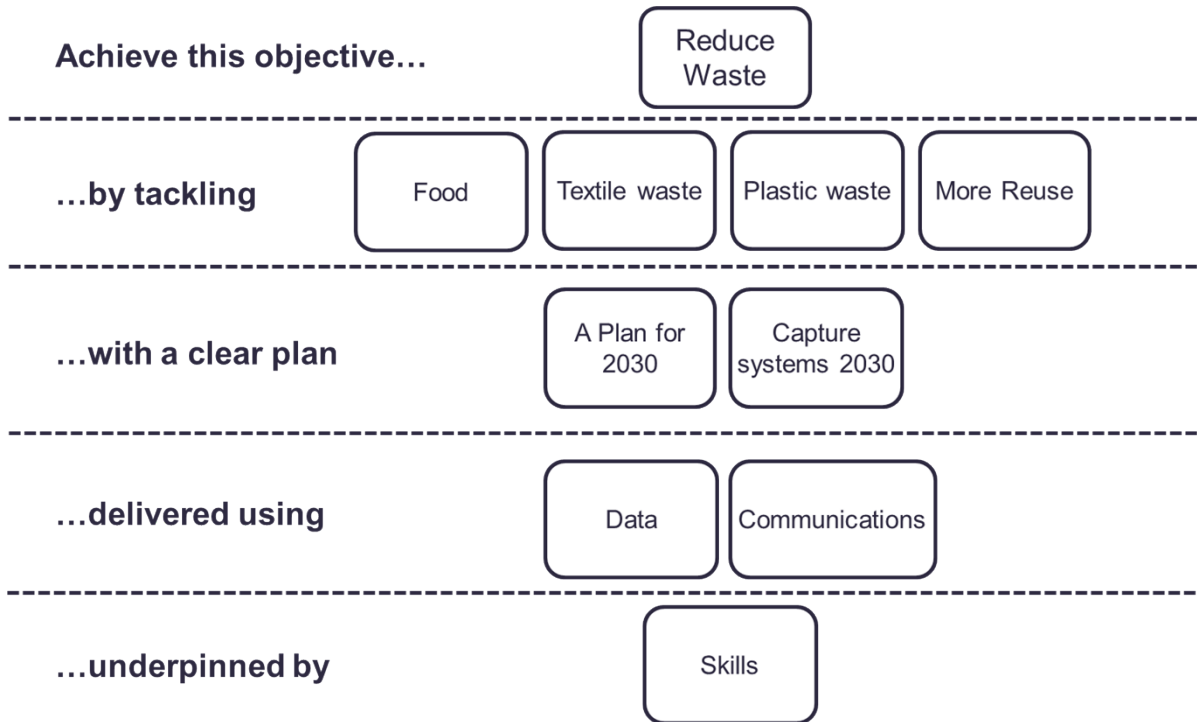 Achieve this objective…
Reduce
Waste
…by tackling
Food
Textile waste
Plastic waste
More Reuse
…with a clear plan
A Plan for
2030
Capture
systems 2030
…delivered using
Data
Communications
…underpinned by
Skills